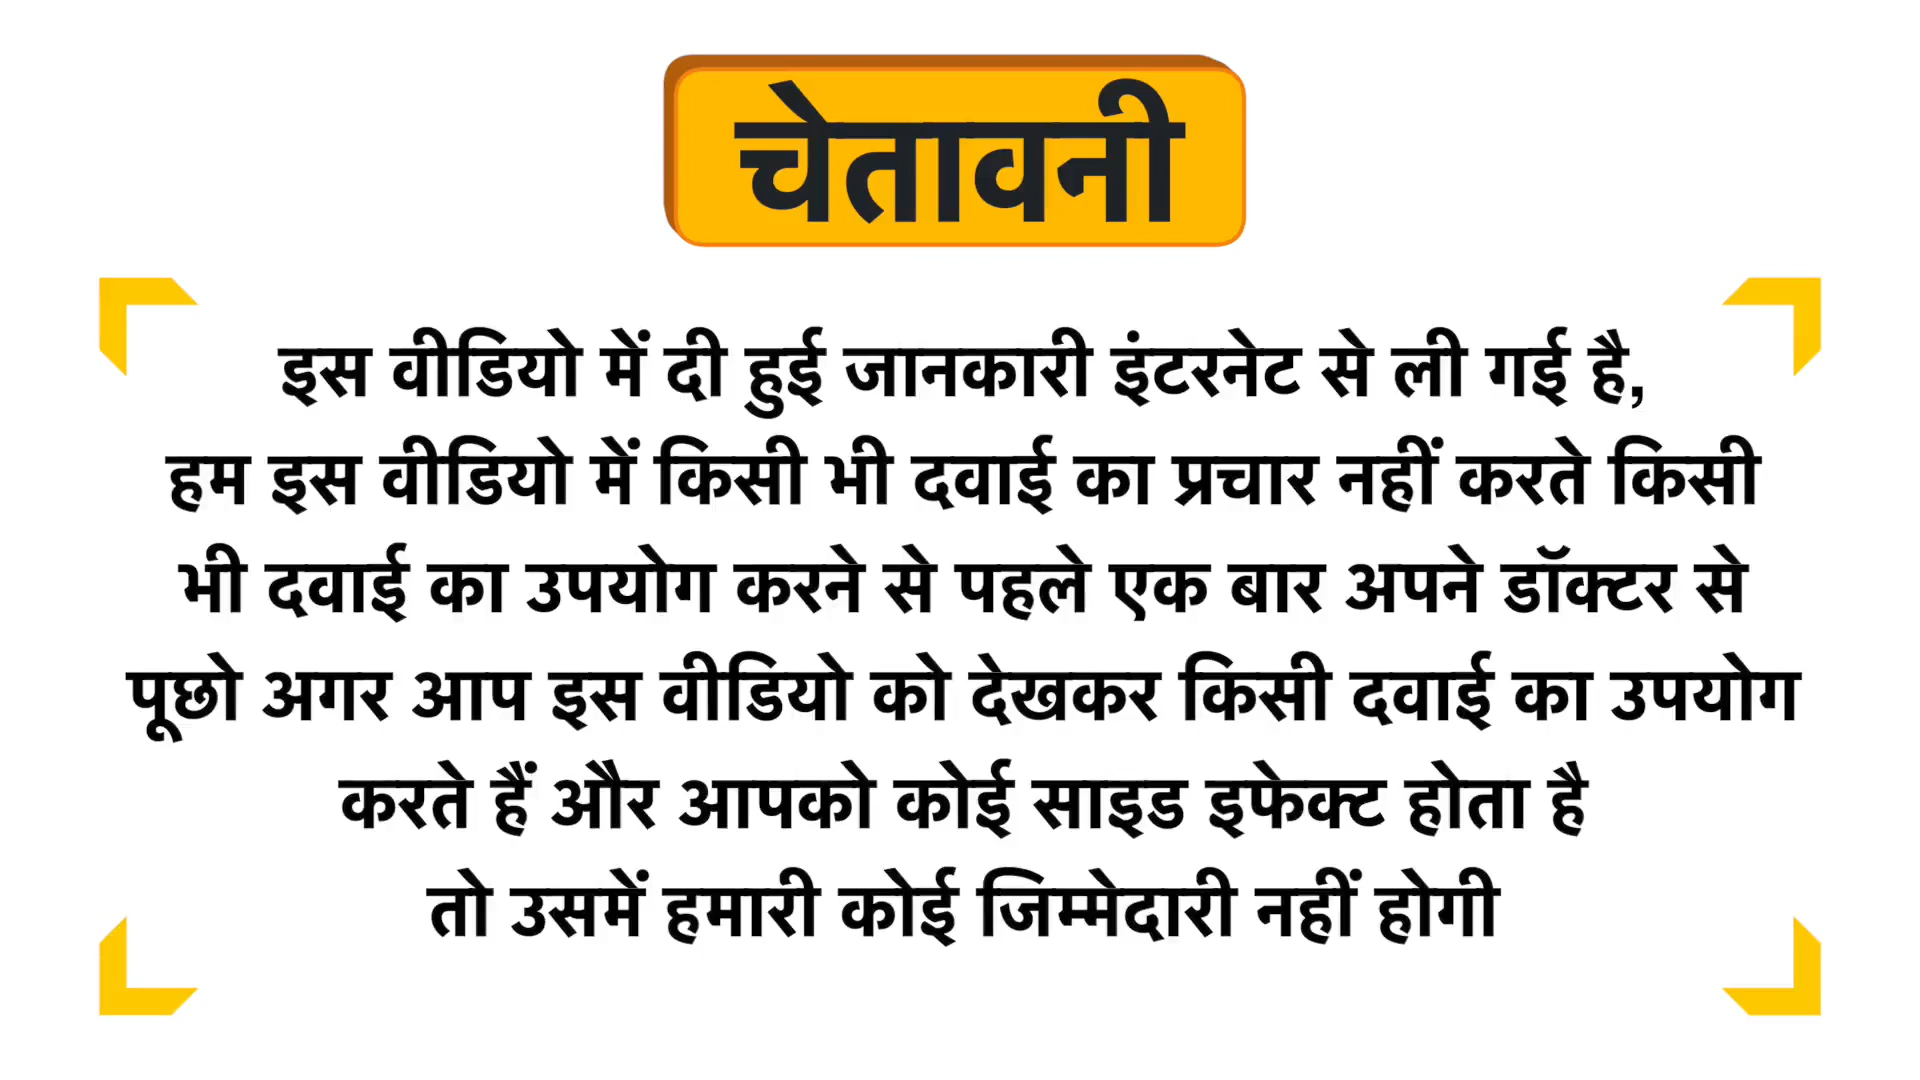 चेतावनी
इस वीडियो में दी हुई जानकारी इंटरनेट से ली गई है,
हम इस वीडियो में किसी भी दवाई का प्रचार नहीं करते किसी
भी दवाई का उपयोग करने से पहले एक बार अपने डॉक्टर से
पूछो अगर आप इस वीडियो को देखकर किसी दवाई का उपयोग
करते हैं और आपको कोई साइड इफेक्ट होता है
तो उसमें हमारी कोई जिम्मेदारी नहीं होगी